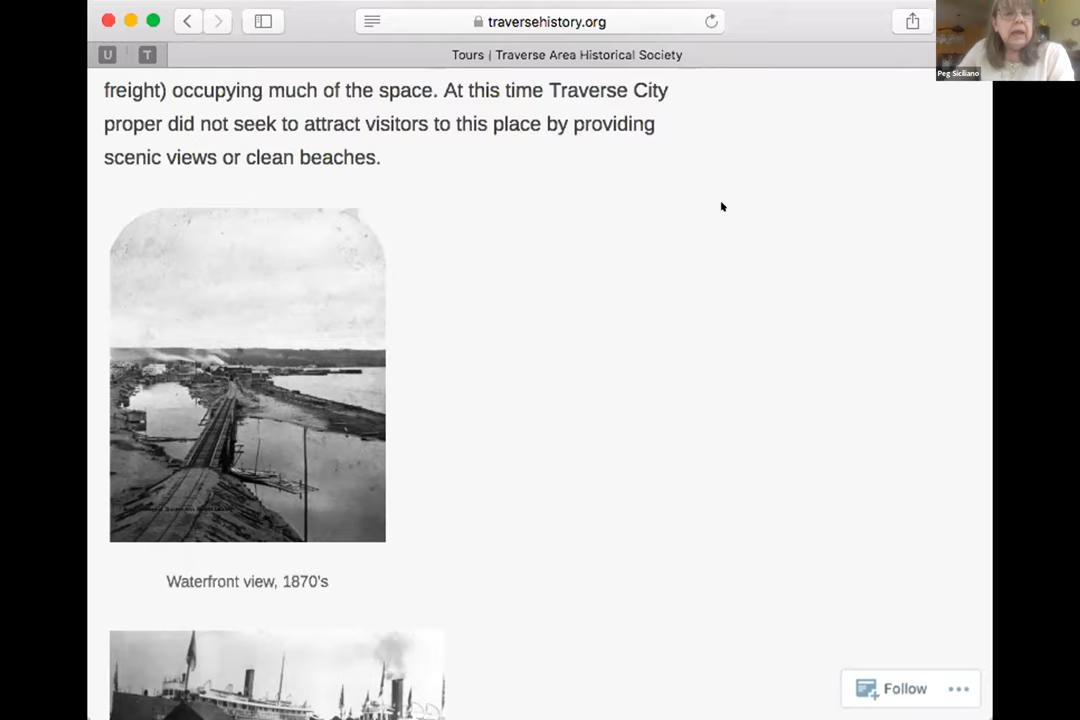 traversehistory.org
U
T
Tours | Traverse Area Historical Society
Peg Siciliano
freight) occupying much of the space. At this time Traverse City
proper did not seek to attract visitors to this place by providing
scenic views or clean beaches.
Waterfront view, 1870's
Follow